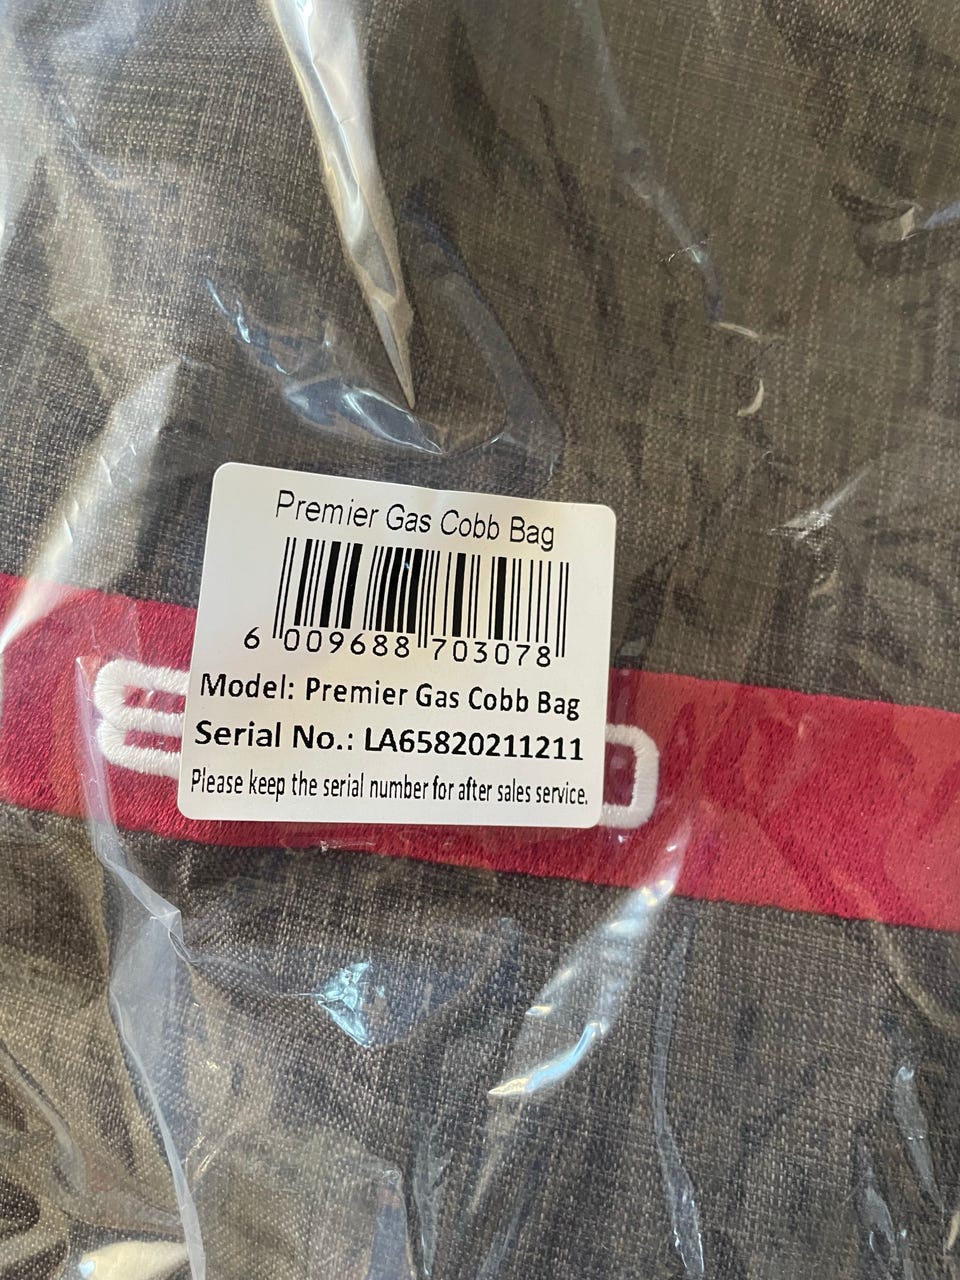 Premier Gas Cobb Bag
6 009688 703078
Model: Premier Gas Cobb Bag
Serial No.: LA65820211211
Please keep the serial number for after sales service.